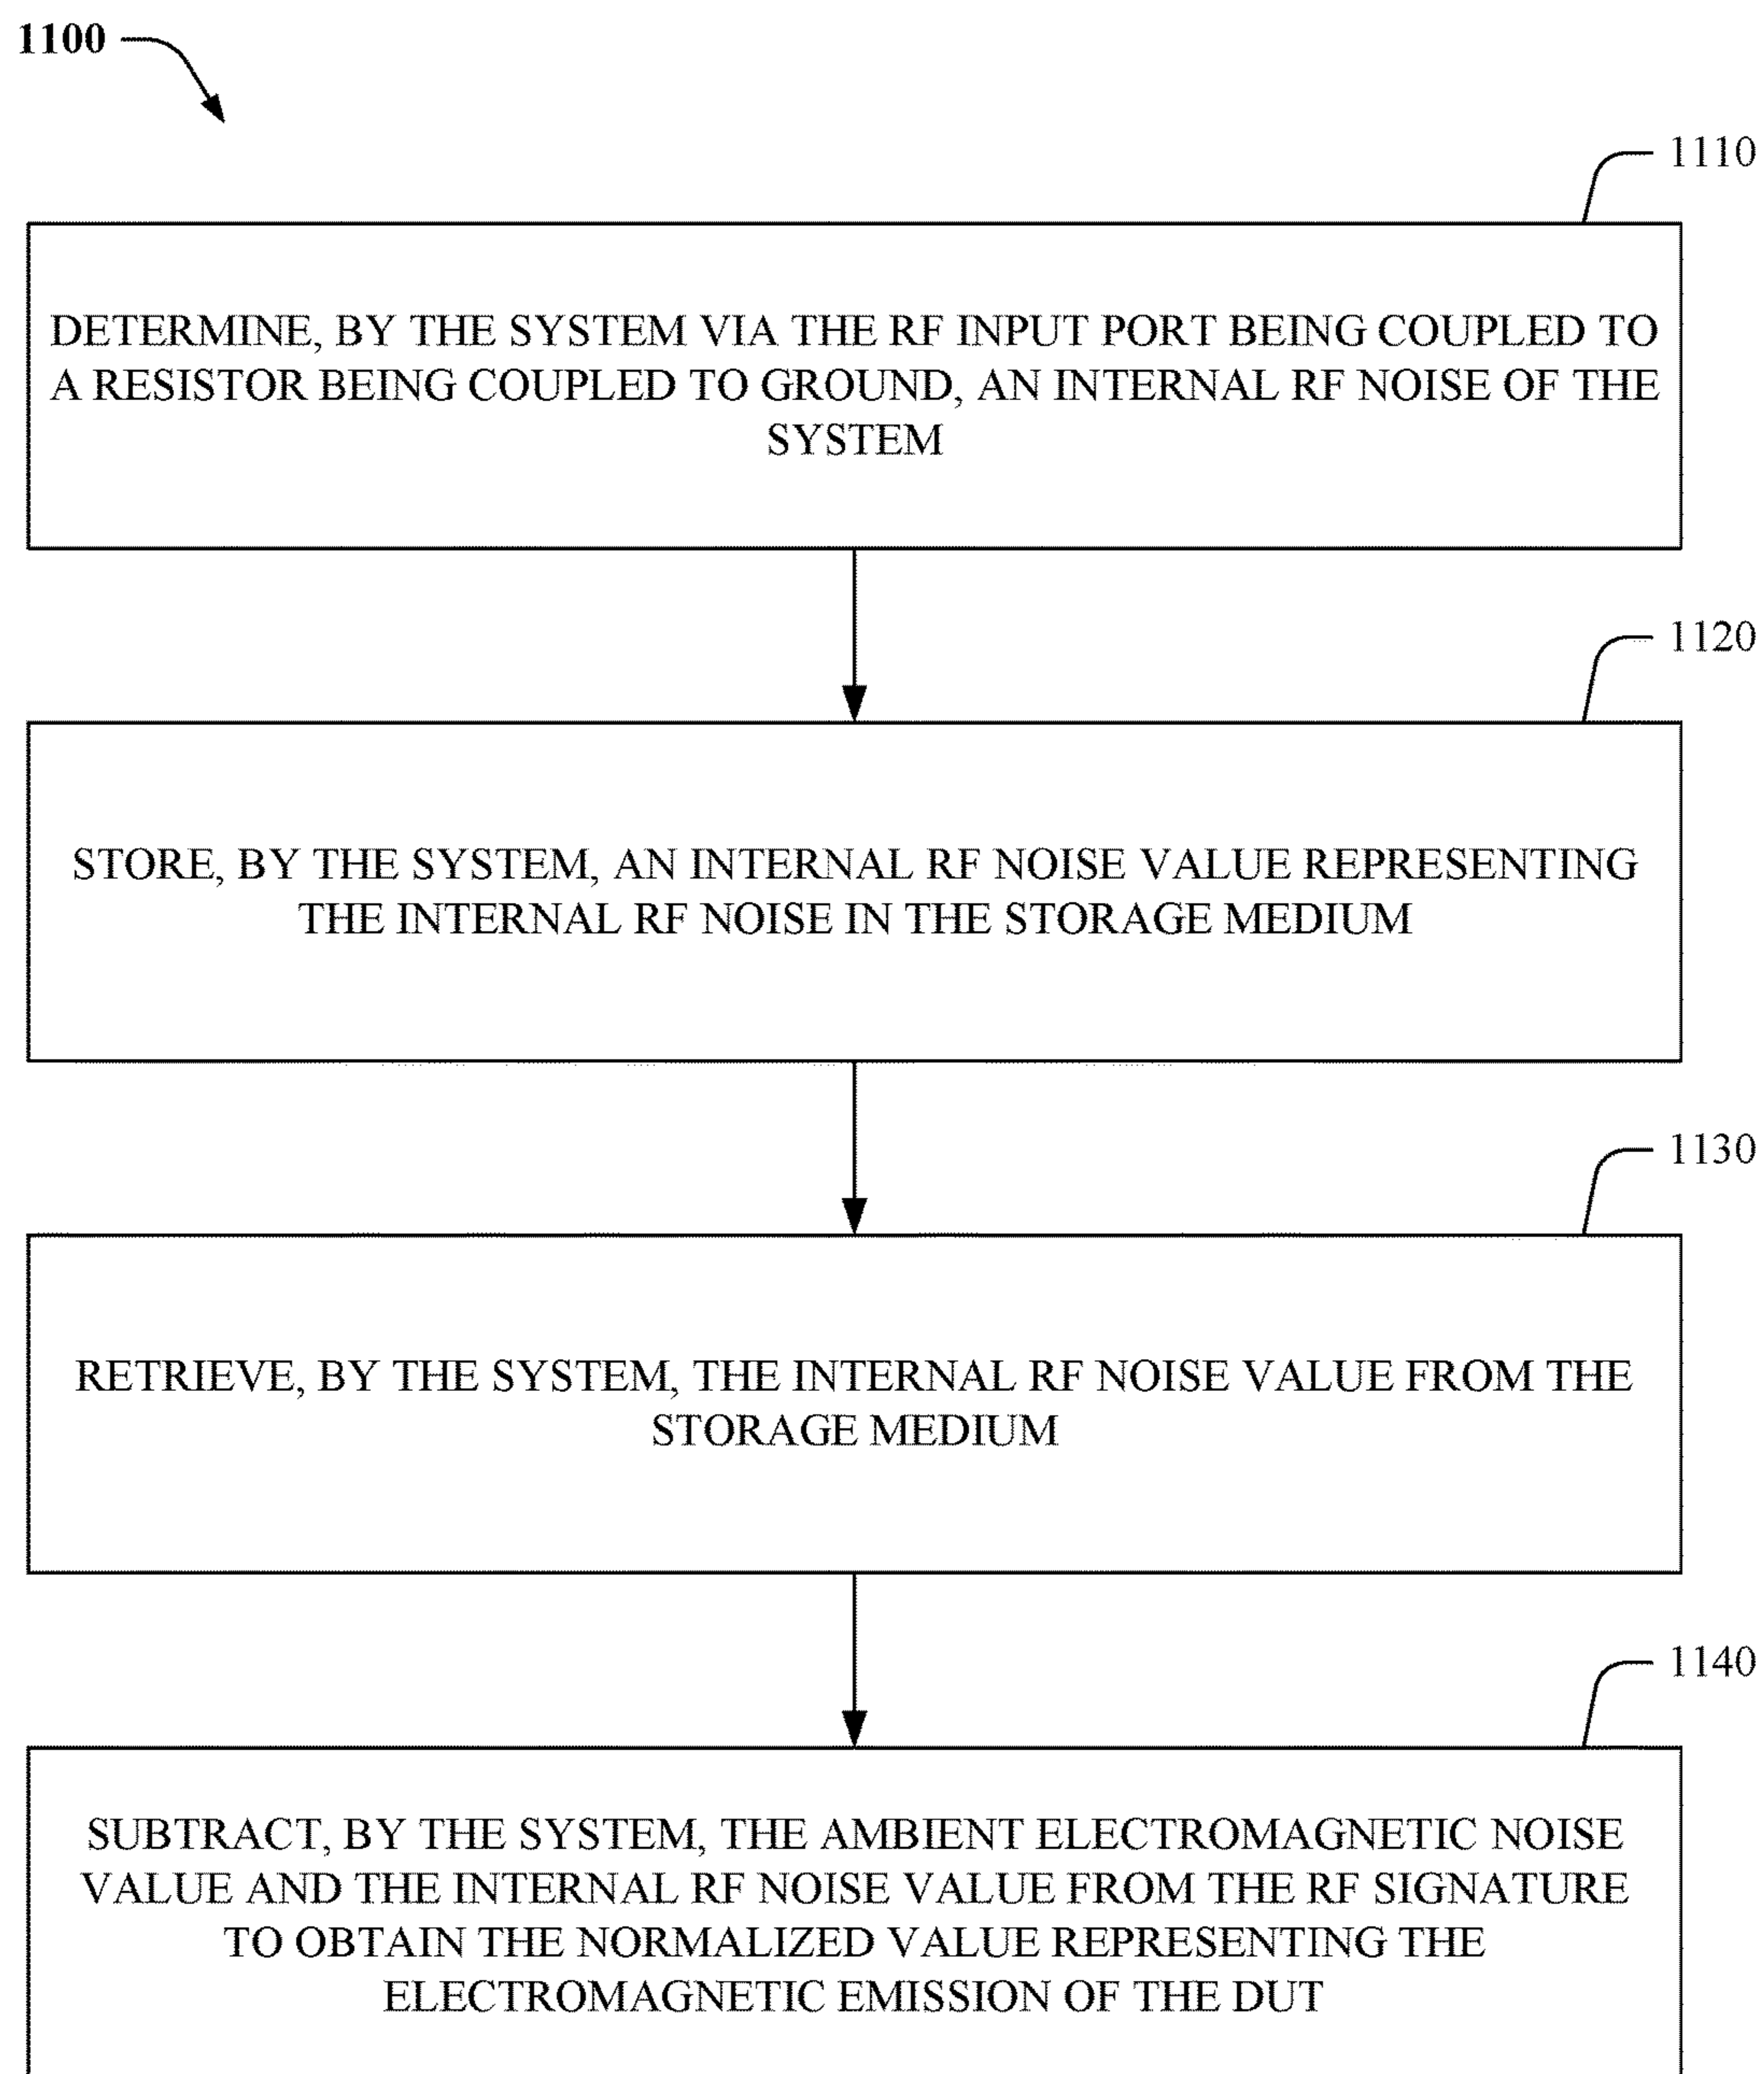 1100
1110
DETERMINE, BY THE SYSTEM VIA THE RF INPUT PORT BEING COUPLED TO
A RESISTOR BEING COUPLED TO GROUND, AN INTERNAL RF NOISE OF THE
SYSTEM
1120
STORE, BY THE SYSTEM, AN INTERNAL RF NOISE VALUE REPRESENTING
THE INTERNAL RF NOISE IN THE STORAGE MEDIUM
1130
RETRIEVE, BY THE SYSTEM, THE INTERNAL RF NOISE VALUE FROM THE
STORAGE MEDIUM
1140
SUBTRACT, BY THE SYSTEM, THE AMBIENT ELECTROMAGNETIC NOISE
VALUE AND THE INTERNAL RF NOISE VALUE FROM THE RF SIGNATURE
TO OBTAIN THE NORMALIZED VALUE REPRESENTING THE
ELECTROMAGNETIC EMISSION OF THE DUT